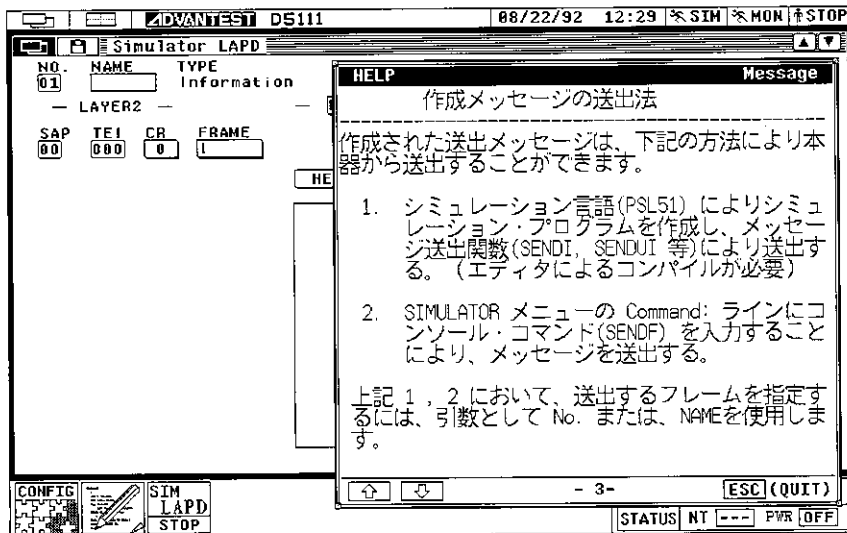 ADVANTEST D5111 08/22/92 12:29 SIM MON STOP
Simulator LAPD
NO. NAME TYPE
01 Information
— LAYER2 —
SAP TEI CR FRAME
00 000 0 I
HE
HELP Message
作成メッセージの送出法
作成された送出メッセージは、下記の方法により本
器から送出することができます。
1. シミュレーション言語(PSL51) によりシミュ
レーション・プログラムを作成し、メッセー
ジ送出関数(SENDI, SENDUI 等)により送出す
る。（エディタによるコンパイルが必要）
2. SIMULATOR メニューの Command: ラインにコ
ンソール・コマンド(SENDF) を入力すること
により、メッセージを送出する。
上記 1 , 2 において、送出するフレームを指定す
るには、引数として No. または、NAMEを使用しま
す。
- 3- ESC (QUIT)
CONFIG
SIM
LAPD
STOP
STATUS NT --- PWR OFF